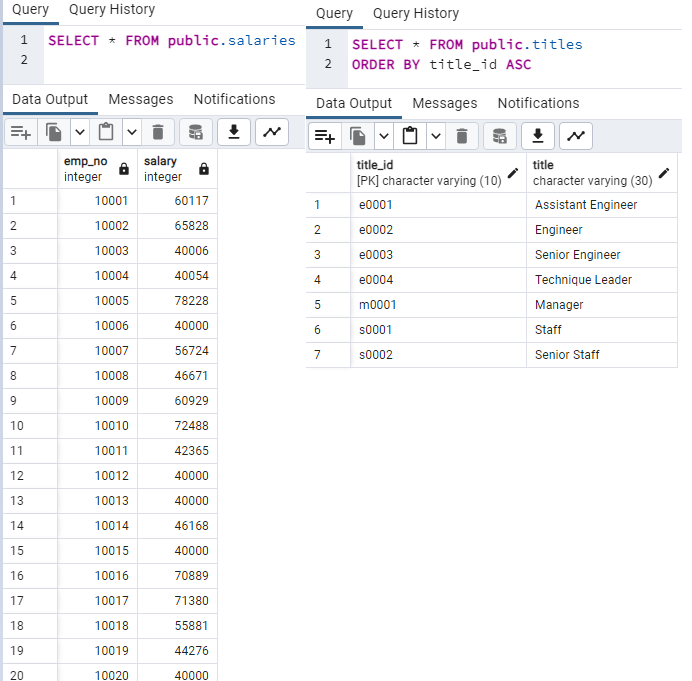 Query Query History
1 SELECT * FROM public.salaries
2
Data Output Messages Notifications
emp_no integer salary integer
1 10001 60117
2 10002 65828
3 10003 40006
4 10004 40054
5 10005 78228
6 10006 40000
7 10007 56724
8 10008 46671
9 10009 60929
10 10010 72488
11 10011 42365
12 10012 40000
13 10013 40000
14 10014 46168
15 10015 40000
16 10016 70889
17 10017 71380
18 10018 55881
19 10019 44276
20 10020 40000
Query Query History
1 SELECT * FROM public.titles
2 ORDER BY title_id ASC
Data Output Messages Notifications
title_id title
[PK] character varying (10) character varying (30)
1 e0001 Assistant Engineer
2 e0002 Engineer
3 e0003 Senior Engineer
4 e0004 Technique Leader
5 m0001 Manager
6 s0001 Staff
7 s0002 Senior Staff